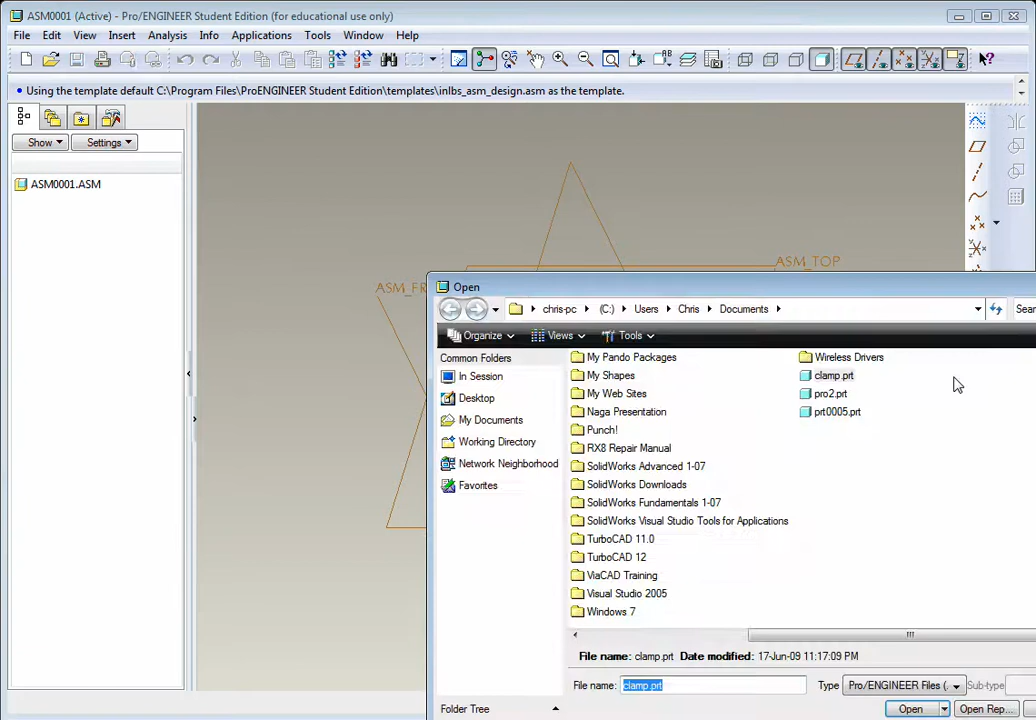 ASM0001 (Active) - Pro/ENGINEER Student Edition (for educational use only)
File Edit View Insert Analysis Info Applications Tools Window Help
Using the template default C:\Program Files\ProENGINEER Student Edition\templates\inlbs_asm_design.asm as the template.
Show Settings
ASM0001.ASM
ASM_TOP
ASM_FR
Open
chris-pc (C:) Users Chris Documents Sear
Organize Views Tools
Common Folders
In Session
Desktop
My Documents
Working Directory
Network Neighborhood
Favorites
My Pando Packages
My Shapes
My Web Sites
Naga Presentation
Punch!
RX8 Repair Manual
SolidWorks Advanced 1-07
SolidWorks Downloads
SolidWorks Fundamentals 1-07
SolidWorks Visual Studio Tools for Applications
TurboCAD 11.0
TurboCAD 12
ViaCAD Training
Visual Studio 2005
Windows 7
Wireless Drivers
clamp.prt
pro2.prt
prt0005.prt
File name: clamp.prt Date modified: 17-Jun-09 11:17:09 PM
File name: clamp.prt Type Pro/ENGINEER Files (. Sub-type
Folder Tree Open Open Rep...